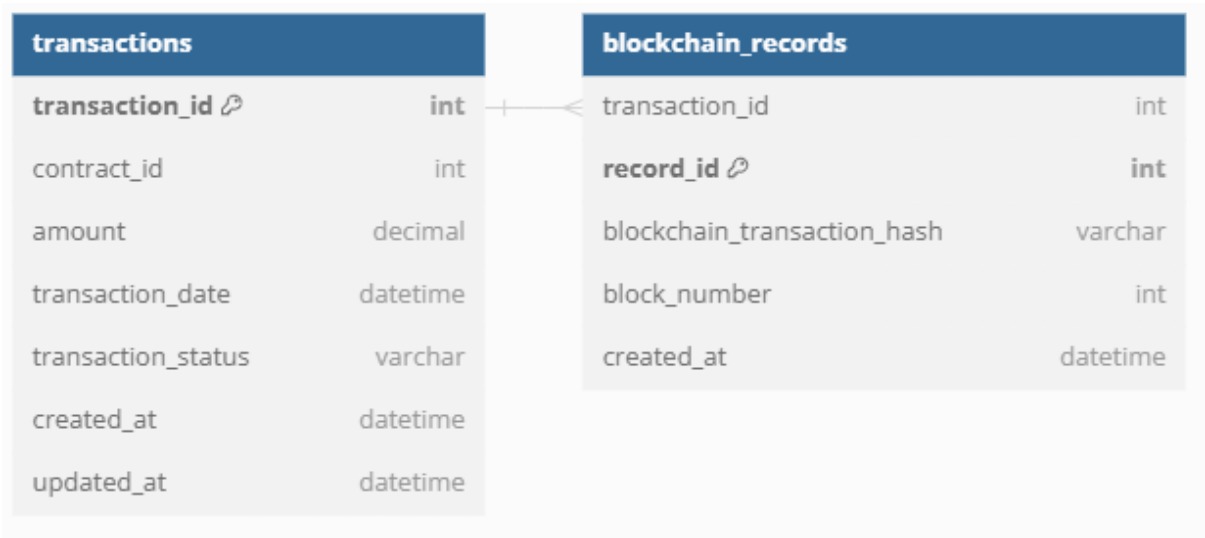 transactions
transaction_id int
contract_id int
amount decimal
transaction_date datetime
transaction_status varchar
created_at datetime
updated_at datetime
blockchain_records
transaction_id int
record_id int
blockchain_transaction_hash varchar
block_number int
created_at datetime